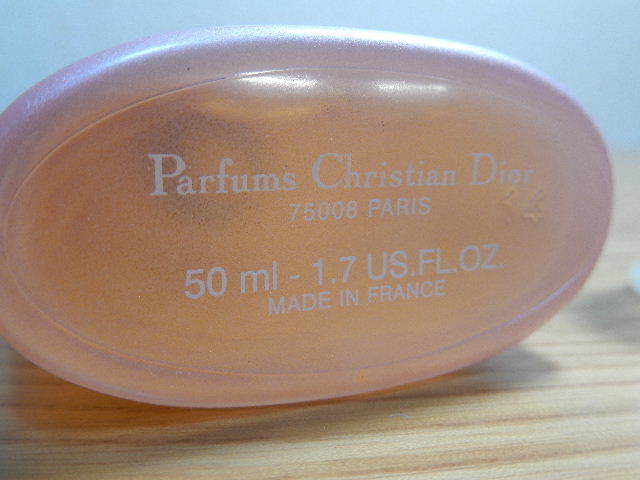 Parfums Christian Dior
75008 PARIS
50 ml - 1.7 US.FL.OZ.
MADE IN FRANCE